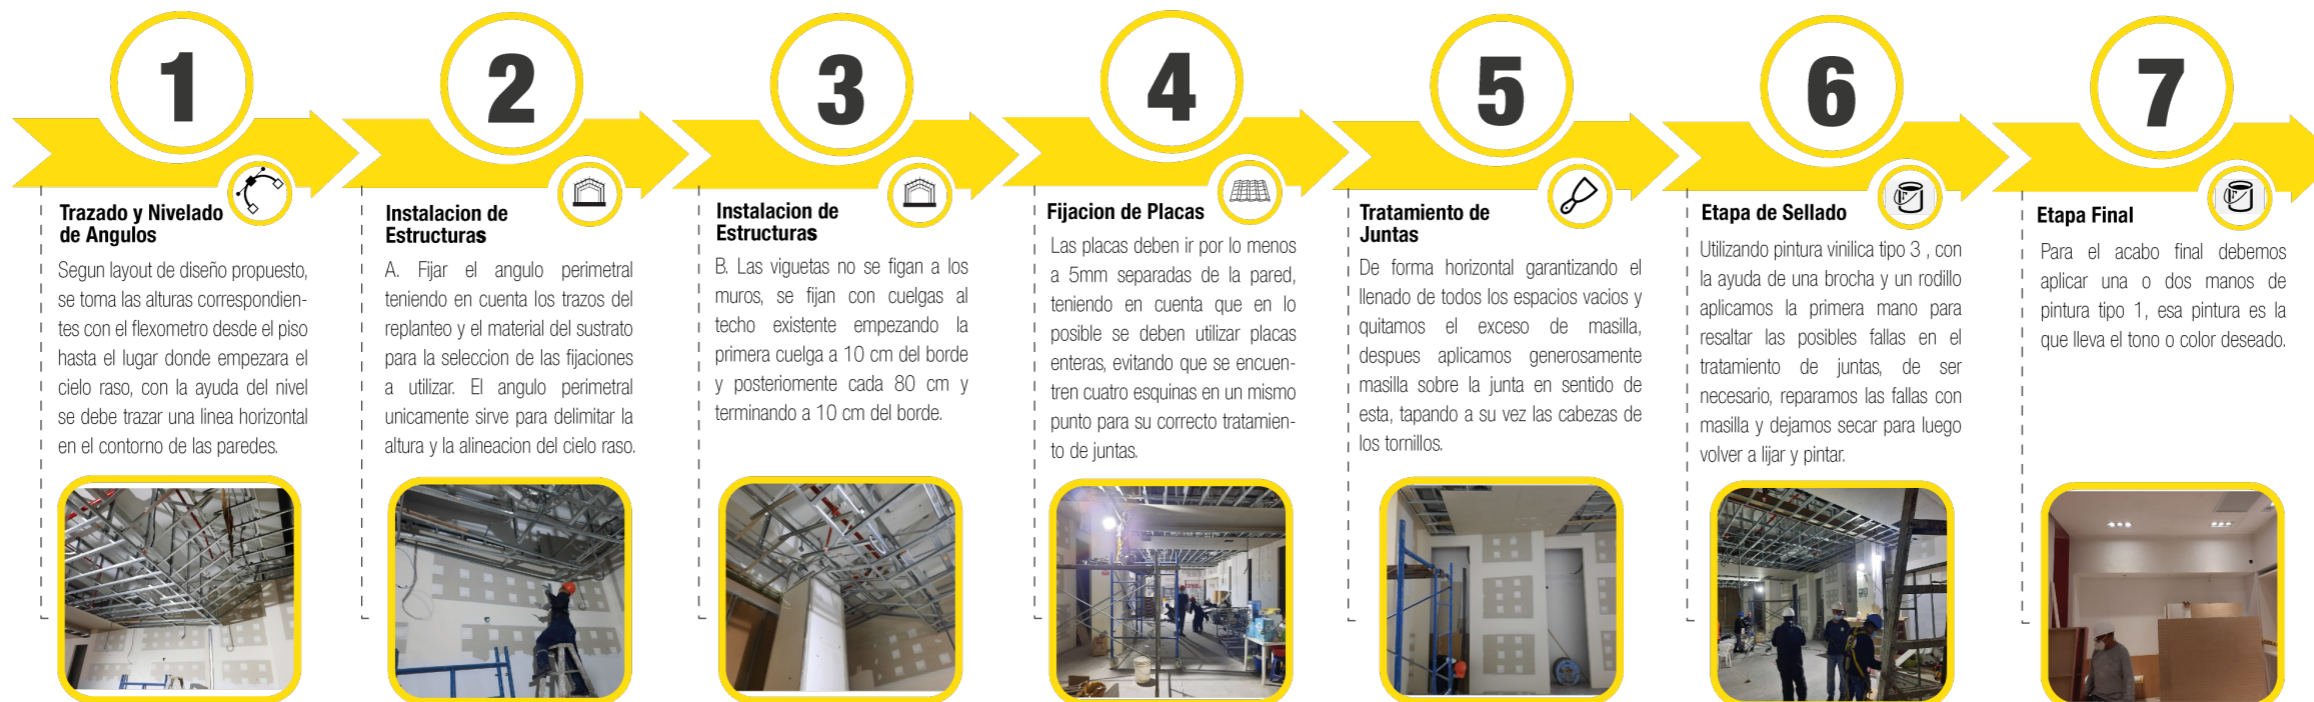 1
Trazado y Nivelado
de Angulos
Segun layout de diseño propuesto,
se toma las alturas correspondien-
tes con el flexometro desde el piso
hasta el lugar donde empezara el
cielo raso, con la ayuda del nivel
se debe trazar una linea horizontal
en el contorno de las paredes.
2
Instalacion de
Estructuras
A. Fijar el angulo perimetral
teniendo en cuenta los trazos del
replanteo y el material del sustrato
para la seleccion de las fijaciones
a utilizar. El angulo perimetral
unicamente sirve para delimitar la
altura y la alineacion del cielo raso.
3
Instalacion de
Estructuras
B. Las viguetas no se figan a los
muros, se fijan con cuelgas al
techo existente empezando la
primera cuelga a 10 cm del borde
y posteriomente cada 80 cm y
terminando a 10 cm del borde.
4
Fijacion de Placas
Las placas deben ir por lo menos
a 5mm separadas de la pared,
teniendo en cuenta que en lo
posible se deben utilizar placas
enteras, evitando que se encuen-
tren cuatro esquinas en un mismo
punto para su correcto tratamien-
to de juntas.
5
Tratamiento de
Juntas
De forma horizontal garantizando el
llenado de todos los espacios vacios y
quitamos el exceso de masilla,
despues aplicamos generosamente
masilla sobre la junta en sentido de
esta, tapando a su vez las cabezas de
los tornillos.
6
Etapa de Sellado
Utilizando pintura vinilica tipo 3 , con
la ayuda de una brocha y un rodillo
aplicamos la primera mano para
resaltar las posibles fallas en el
tratamiento de juntas, de ser
necesario, reparamos las fallas con
masilla y dejamos secar para luego
volver a lijar y pintar.
7
Etapa Final
Para el acabo final debemos
aplicar una o dos manos de
pintura tipo 1, esa pintura es la
que lleva el tono o color deseado.